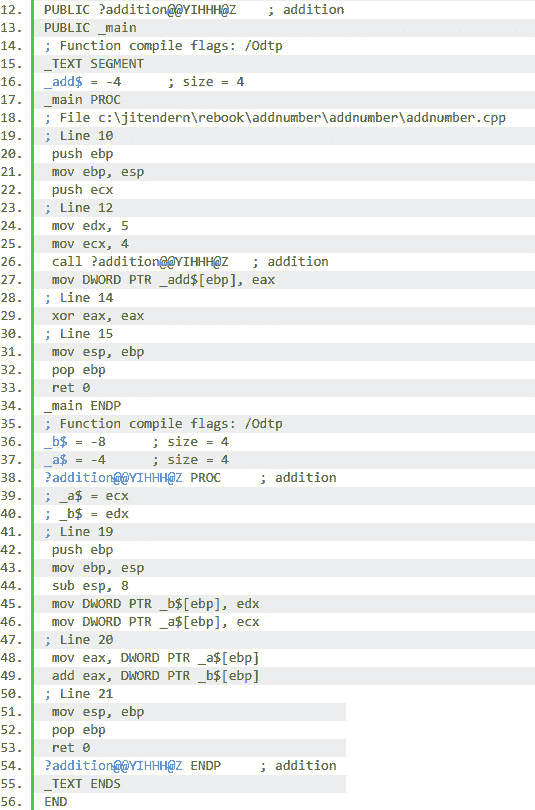 12. PUBLIC ?addition@@YIHHH@Z ; addition
13. PUBLIC _main
14. ; Function compile flags: /Odtp
15. _TEXT SEGMENT
16. _add$ = -4 ; size = 4
17. _main PROC
18. ; File c:\jitendern\rebook\addnumber\addnumber\addnumber.cpp
19. ; Line 10
20. push ebp
21. mov ebp, esp
22. push ecx
23. ; Line 12
24. mov edx, 5
25. mov ecx, 4
26. call ?addition@@YIHHH@Z ; addition
27. mov DWORD PTR _add$[ebp], eax
28. ; Line 14
29. xor eax, eax
30. ; Line 15
31. mov esp, ebp
32. pop ebp
33. ret 0
34. _main ENDP
35. ; Function compile flags: /Odtp
36. _b$ = -8 ; size = 4
37. _a$ = -4 ; size = 4
38. ?addition@@YIHHH@Z PROC ; addition
39. ; _a$ = ecx
40. ; _b$ = edx
41. ; Line 19
42. push ebp
43. mov ebp, esp
44. sub esp, 8
45. mov DWORD PTR _b$[ebp], edx
46. mov DWORD PTR _a$[ebp], ecx
47. ; Line 20
48. mov eax, DWORD PTR _a$[ebp]
49. add eax, DWORD PTR _b$[ebp]
50. ; Line 21
51. mov esp, ebp
52. pop ebp
53. ret 0
54. ?addition@@YIHHH@Z ENDP ; addition
55. _TEXT ENDS
56. END